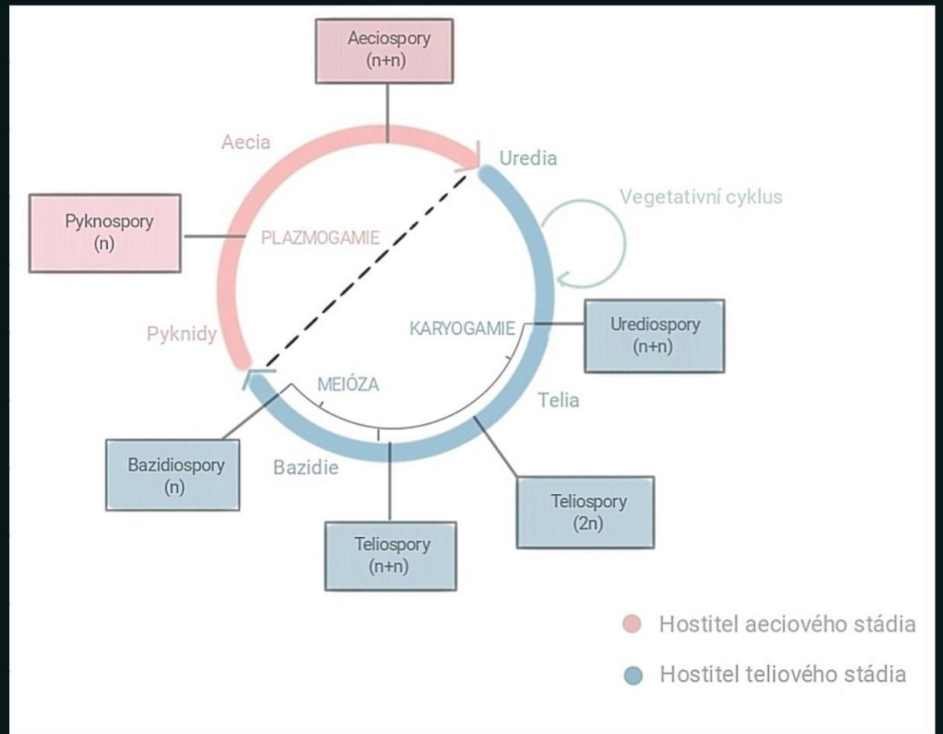 Aeciospory
(n+n)
Aecia
Uredia
Vegetativní cyklus
Pyknospory
(n)
PLAZMOGAMIE
Pyknidy
KARYOGAMIE
Urediospory
(n+n)
MEIÓZA
Telia
Bazidiospory
(n)
Bazidie
Teliospory
(2n)
Teliospory
(n+n)
Hostitel aeciového stádia
Hostitel teliového stádia